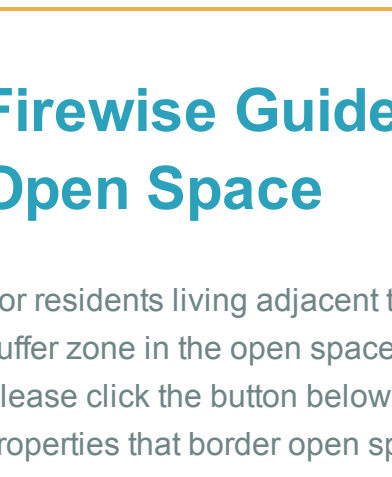 Firewise Guide
Open Space
or residents living adjacent t
uffer zone in the open space
lease click the button below
roperties that border open sp